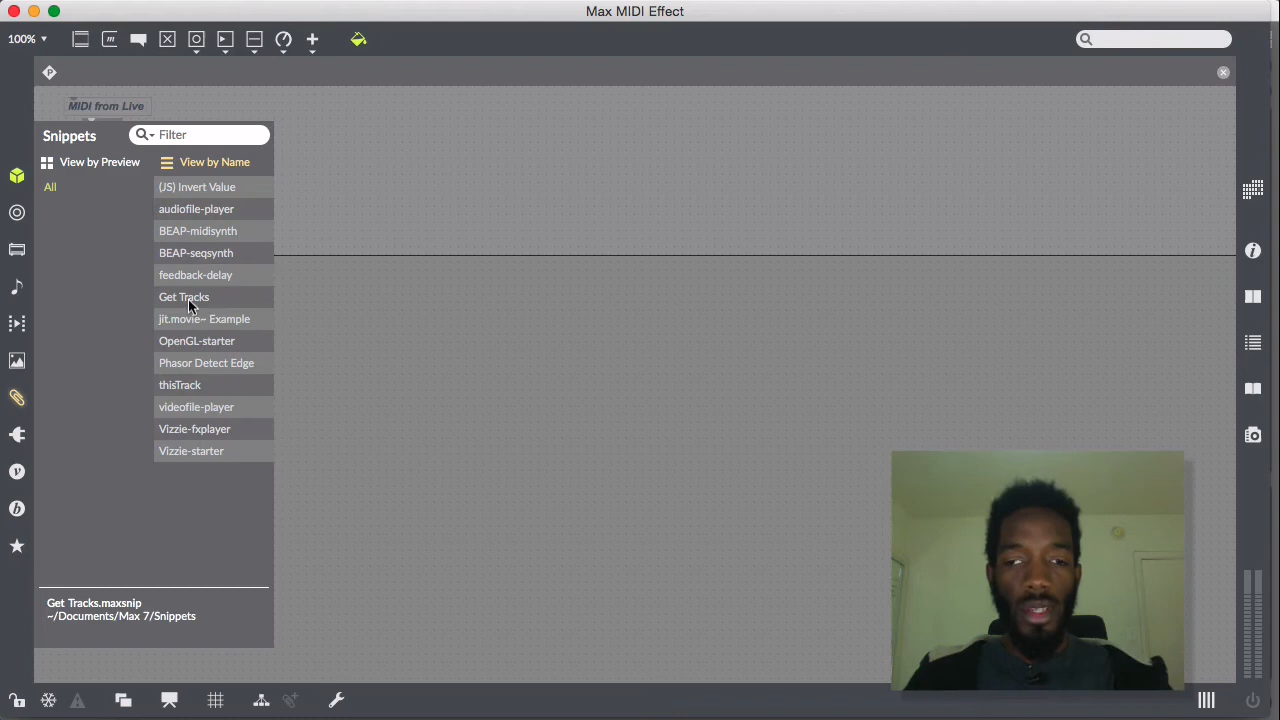 Max MIDI Effect
100%
MIDI from Live
Snippets
Filter
View by Preview
View by Name
All
(JS) Invert Value
audiofile-player
BEAP-midisynth
BEAP-seqsynth
feedback-delay
Get Tracks
jit.movie~ Example
OpenGL-starter
Phasor Detect Edge
thisTrack
videofile-player
Vizzie-fxplayer
Vizzie-starter
Get Tracks.maxsnip
~/Documents/Max 7/Snippets